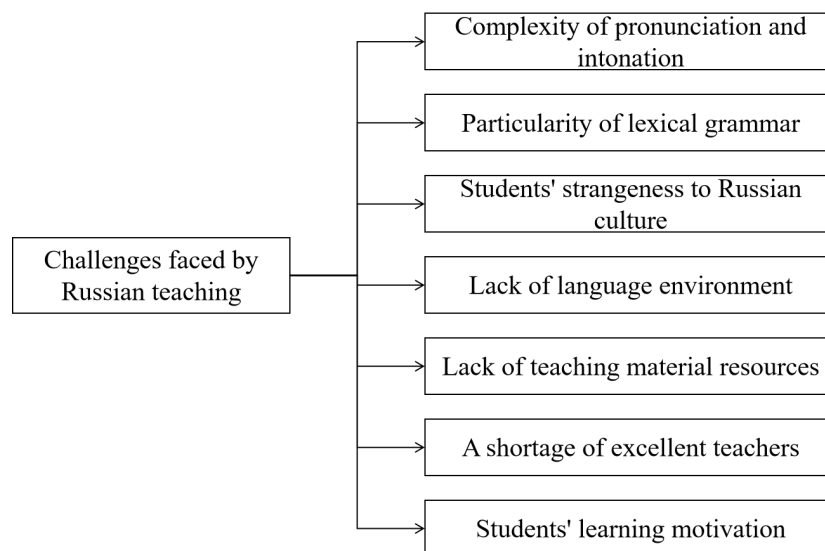 Complexity of pronunciation and
intonation
Particularity of lexical grammar
Students' strangeness to Russian
culture
Challenges faced by
Russian teaching
Lack of language environment
Lack of teaching material resources
A shortage of excellent teachers
Students' learning motivation